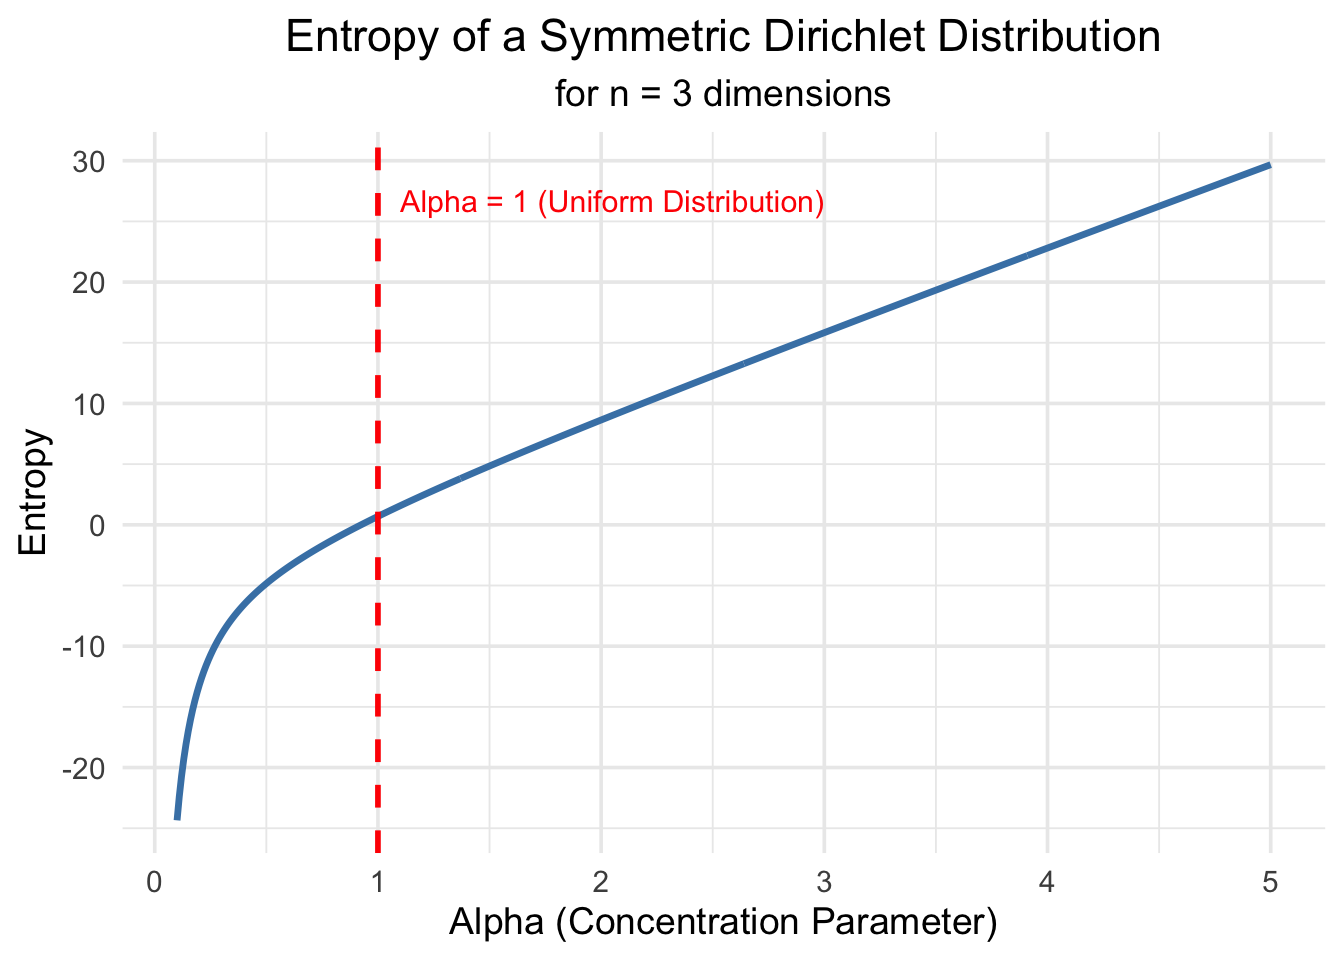 Entropy of a Symmetric Dirichlet Distribution
for n = 3 dimensions
30
Alpha = 1 (Uniform Distribution)
20
10
0
-10
-20
Entropy
0 1 2 3 4 5
Alpha (Concentration Parameter)